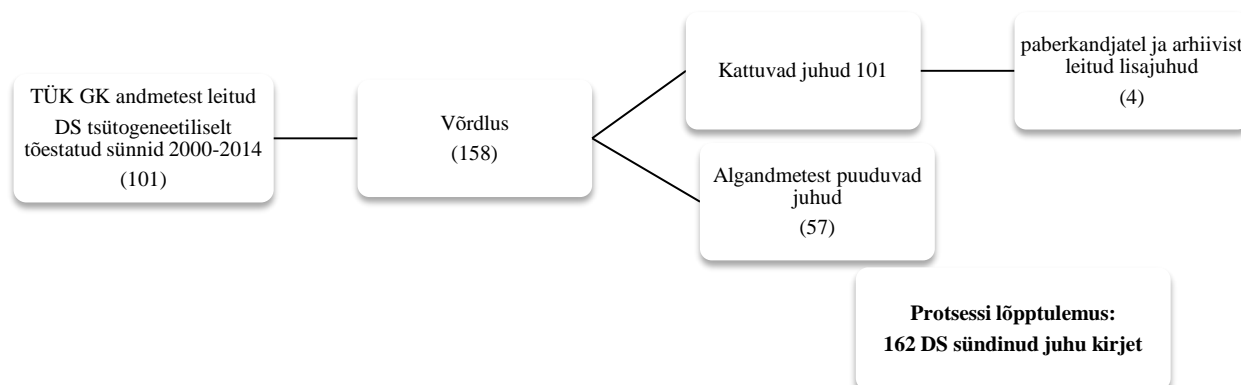 TÜK GK andmetest leitud
DS tsütogeneetiliselt
tõestatud sünnid 2000-2014
(101)
Võrdlus
(158)
Kattuvad juhud 101
paberkandjatel ja arhiivist
leitud lisajuhud
(4)
Algandmetest puuduvad
juhud
(57)
Protsessi lõpptulemus:
162 DS sündinud juhu kirjet